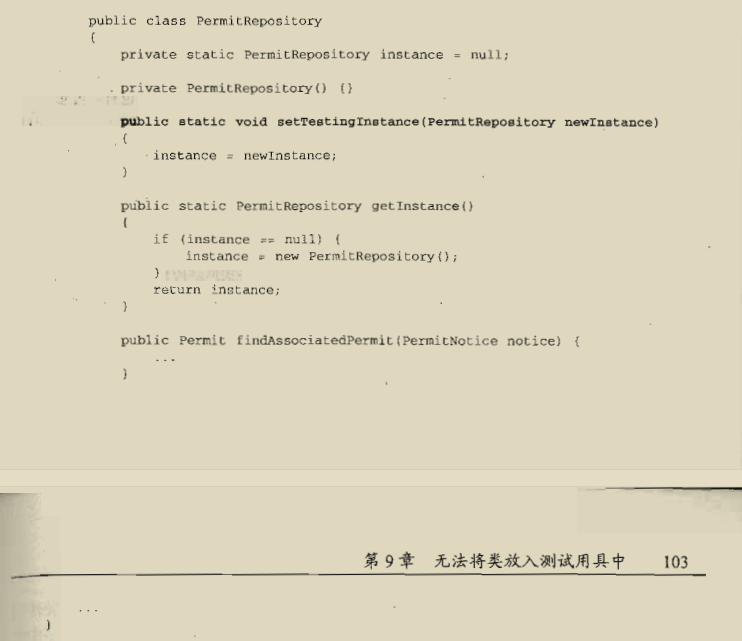 public class PermitRepository
{
private static PermitRepository instance = null;
private PermitRepository() {}
public static void setTestingInstance(PermitRepository newInstance)
{
instance = newInstance;
}
public static PermitRepository getInstance()
{
if (instance == null) {
instance = new PermitRepository();
}
return instance;
}
public Permit findAssociatedPermit(PermitNotice notice) {
...
}
第9章 无法将类放入测试用具中 103
...
}